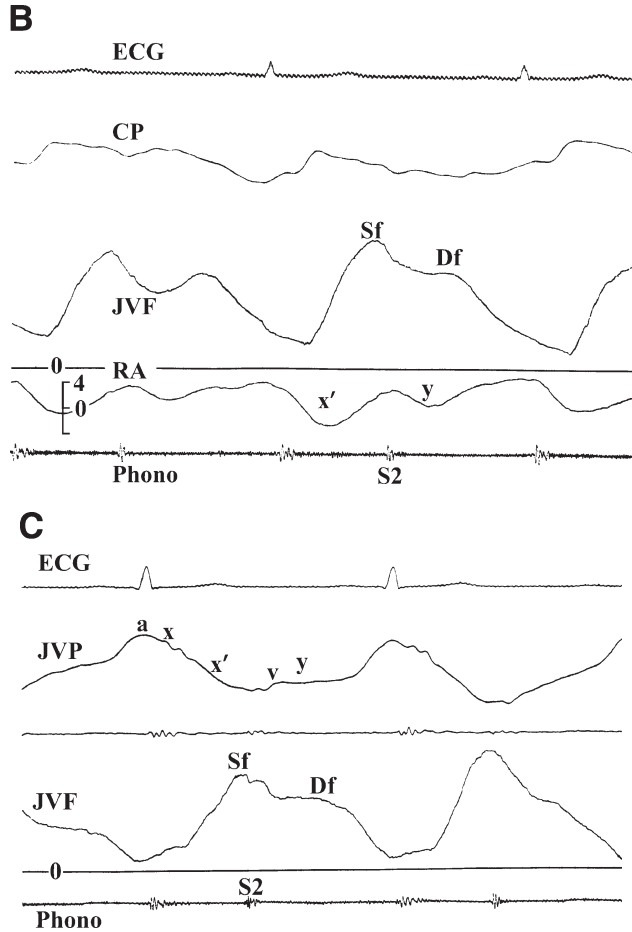 B
ECG
CP
Sf
Df
JVF
0
RA
4
0
x′
y
Phono
S2
C
ECG
a
x
JVP
x′
v
y
Sf
Df
JVF
0
S2
Phono